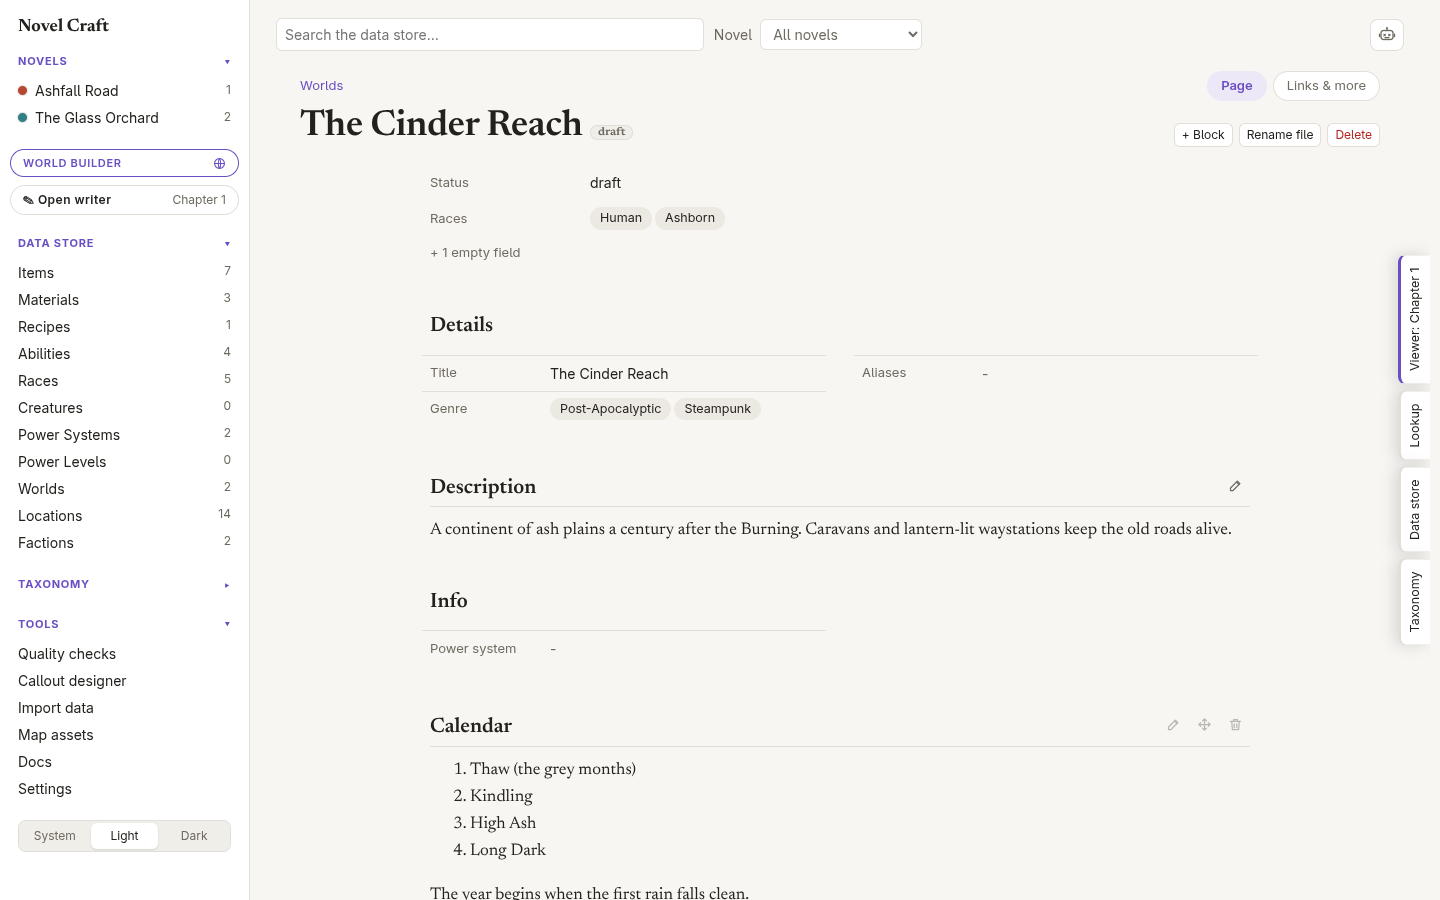 Novel Craft
NOVELS
Ashfall Road 1
The Glass Orchard 2
WORLD BUILDER
Open writer Chapter 1
DATA STORE
Items 7
Materials 3
Recipes 1
Abilities 4
Races 5
Creatures 0
Power Systems 2
Power Levels 0
Worlds 2
Locations 14
Factions 2
TAXONOMY
TOOLS
Quality checks
Callout designer
Import data
Map assets
Docs
Settings
System Light Dark
Search the data store... Novel All novels
Worlds Page Links & more
The Cinder Reach draft
+ Block Rename file Delete
Status draft
Races Human Ashborn
+ 1 empty field
Details
Title The Cinder Reach Aliases -
Genre Post-Apocalyptic Steampunk
Description
A continent of ash plains a century after the Burning. Caravans and lantern-lit waystations keep the old roads alive.
Info
Power system -
Calendar
1. Thaw (the grey months)
2. Kindling
3. High Ash
4. Long Dark
The year begins when the first rain falls clean.
Viewer: Chapter 1
Lookup
Data store
Taxonomy